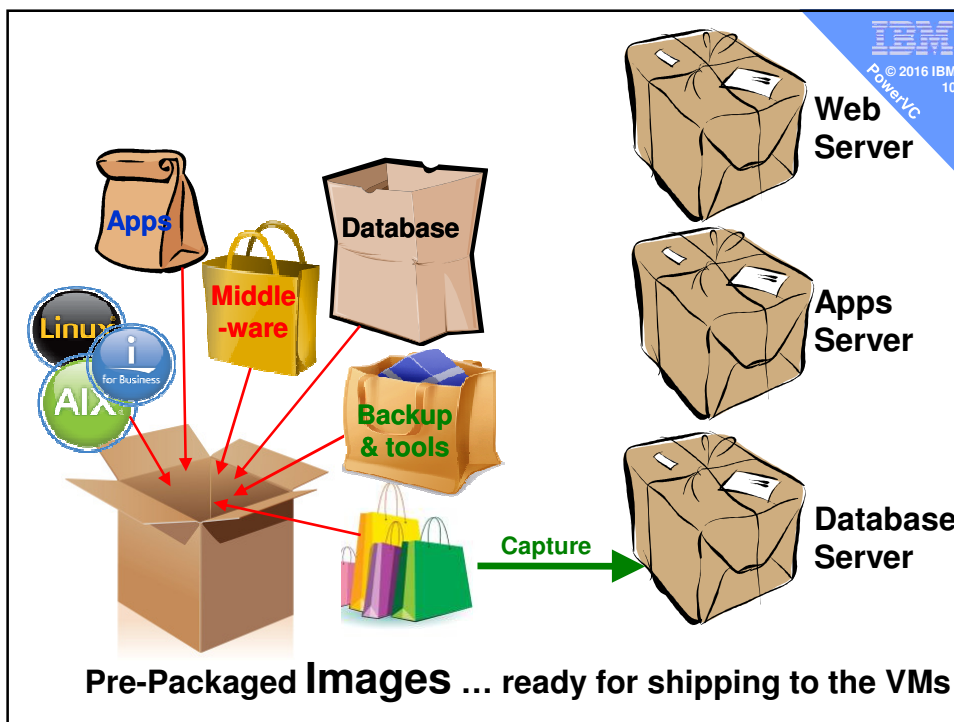 IBM
PowerVC
© 2016 IBM
10
Web
Server
Apps
Database
Middle
-ware
Linux
i
for Business
AIX
Apps
Server
Backup
& tools
Database
Server
Capture
Pre-Packaged Images ... ready for shipping to the VMs